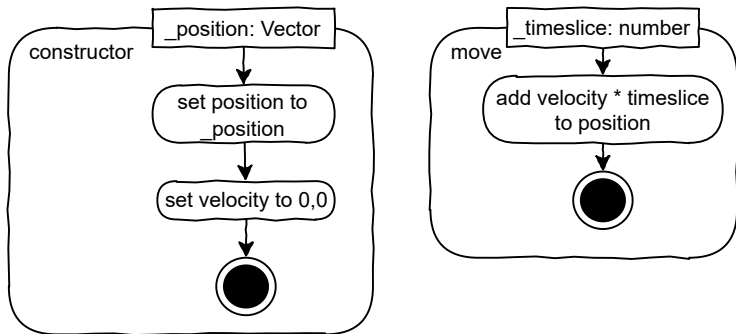 _position: Vector
constructor
set position to
_position
set velocity to 0,0
_timeslice: number
move
add velocity * timeslice
to position